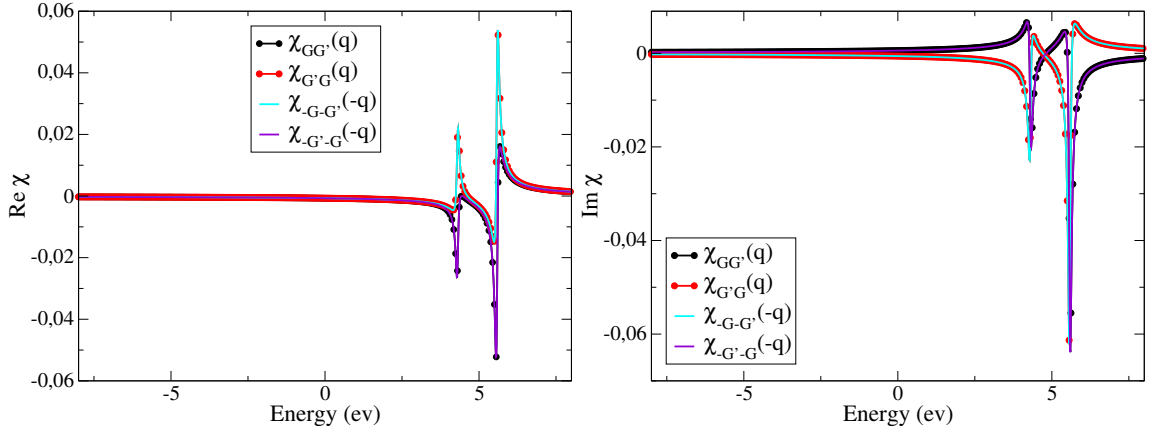 0,06
0,04
0,02
0
-0,02
-0,04
-0,06
Re χ
-5
0
5
Energy (ev)
χGG'(q)
χG'G(q)
χ-G-G'(-q)
χ-G'-G(-q)
0
-0,02
-0,04
-0,06
Im χ
-5
0
5
Energy (ev)
χGG'(q)
χG'G(q)
χ-G-G'(-q)
χ-G'-G(-q)